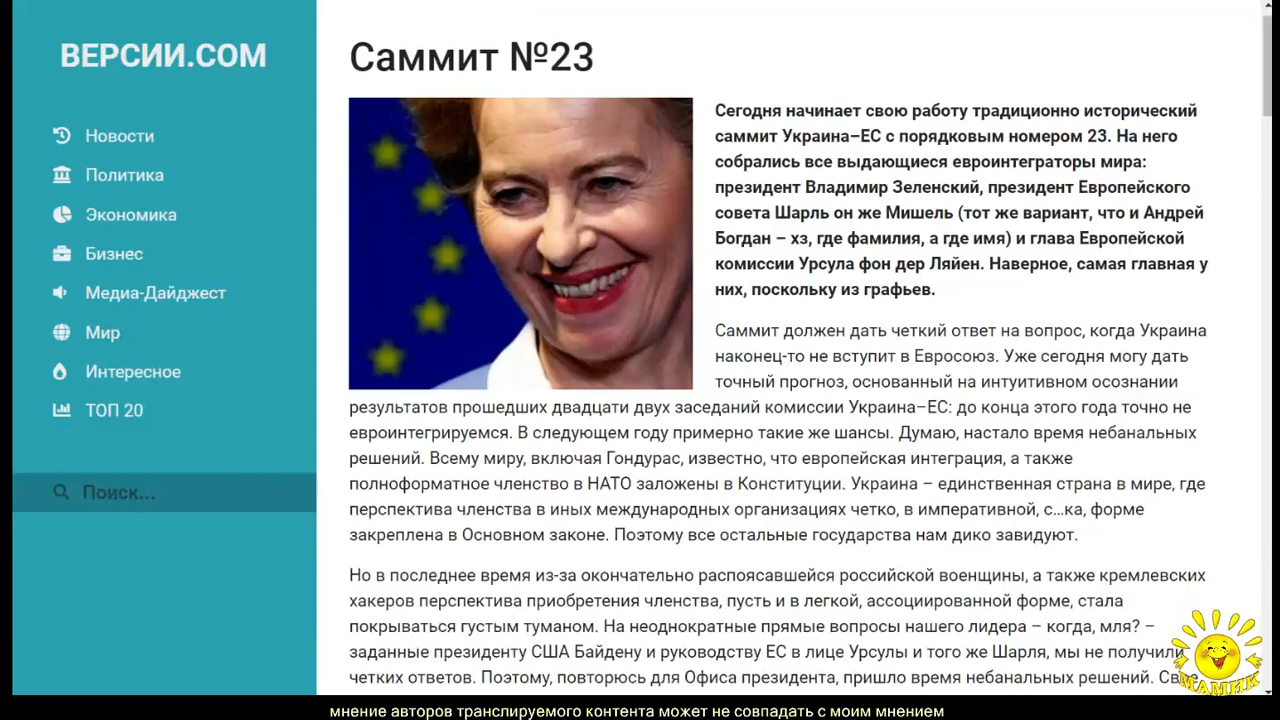 ВЕРСИИ.COM
Новости
Политика
Экономика
Бизнес
Медиа-Дайджест
Мир
Интересное
ТОП 20
Поиск...
Саммит №23
Сегодня начинает свою работу традиционно исторический
саммит Украина–ЕС с порядковым номером 23. На него
собрались все выдающиеся евроинтеграторы мира:
президент Владимир Зеленский, президент Европейского
совета Шарль он же Мишель (тот же вариант, что и Андрей
Богдан – хз, где фамилия, а где имя) и глава Европейской
комиссии Урсула фон дер Ляйен. Наверное, самая главная у
них, поскольку из графьев.
Саммит должен дать четкий ответ на вопрос, когда Украина
наконец-то не вступит в Евросоюз. Уже сегодня могу дать
точный прогноз, основанный на интуитивном осознании
результатов прошедших двадцати двух заседаний комиссии Украина–ЕС: до конца этого года точно не
евроинтегрируемся. В следующем году примерно такие же шансы. Думаю, настало время небанальных
решений. Всему миру, включая Гондурас, известно, что европейская интеграция, а также
полноформатное членство в НАТО заложены в Конституции. Украина – единственная страна в мире, где
перспектива членства в иных международных организациях четко, в императивной, с…ка, форме
закреплена в Основном законе. Поэтому все остальные государства нам дико завидуют.
Но в последнее время из-за окончательно распоясавшейся российской военщины, а также кремлевских
хакеров перспектива приобретения членства, пусть и в легкой, ассоциированной форме, стала
покрываться густым туманом. На неоднократные прямые вопросы нашего лидера – когда, мля? –
заданные президенту США Байдену и руководству ЕС в лице Урсулы и того же Шарля, мы не получили
четких ответов. Поэтому, повторюсь для Офиса президента, пришло время небанальных решений.
МАМИК
мнение авторов транслируемого контента может не совпадать с моим мнением